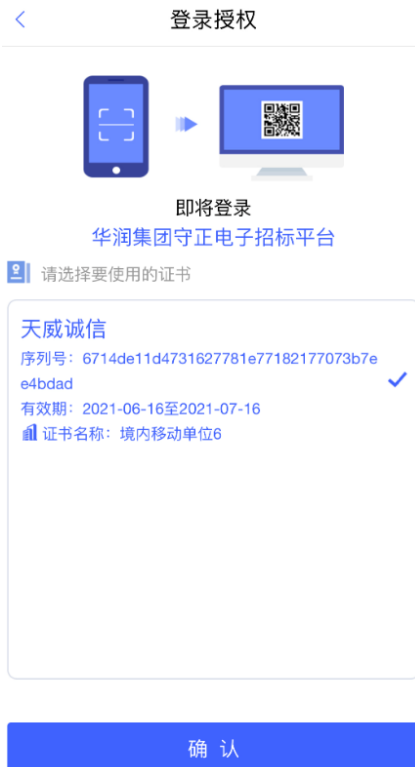 登录授权
即将登录
华润集团守正电子招标平台
请选择要使用的证书
天威诚信
序列号：6714de11d4731627781e77182177073b7e
e4bdad
有效期：2021-06-16至2021-07-16
证书名称：境内移动单位6
确 认